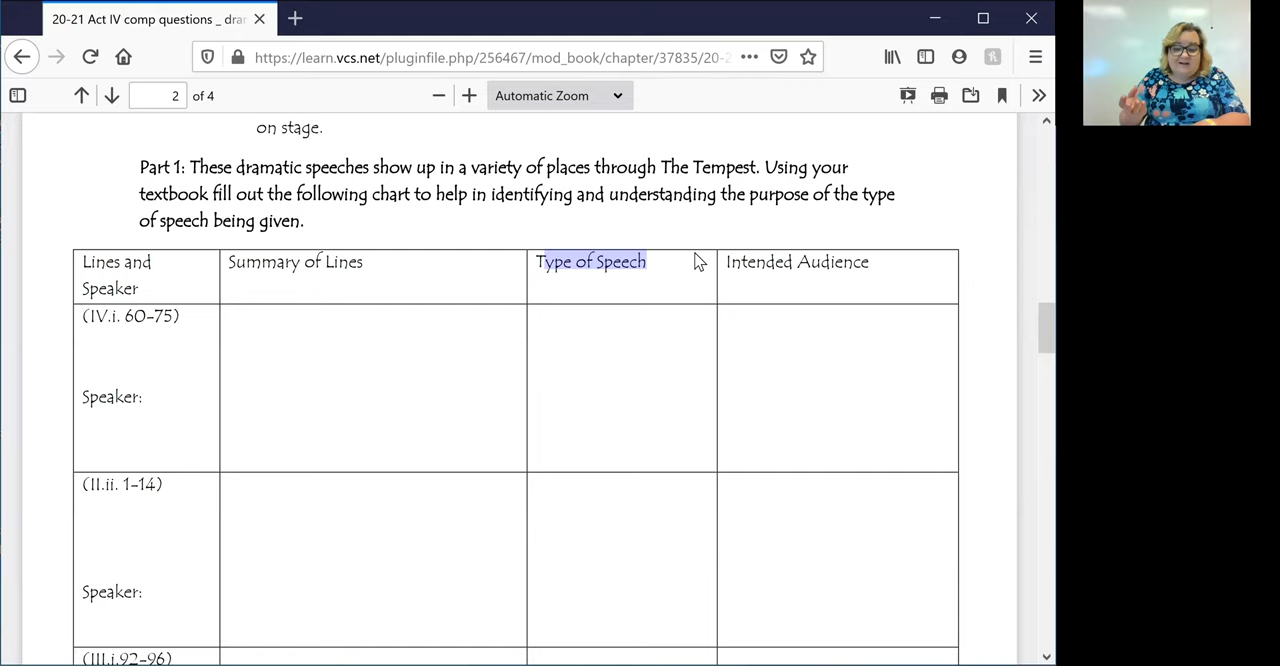 20-21 Act IV comp questions _ drar
https://learn.vcs.net/pluginfile.php/256467/mod_book/chapter/37835/20-2
2 of 4
Automatic Zoom
on stage.
Part 1: These dramatic speeches show up in a variety of places through The Tempest. Using your
textbook fill out the following chart to help in identifying and understanding the purpose of the type
of speech being given.
Lines and
Speaker
Summary of Lines
Type of Speech
Intended Audience
(IV.i. 60-75)
Speaker:
(II.ii. 1-14)
Speaker:
(III.i.92-96)